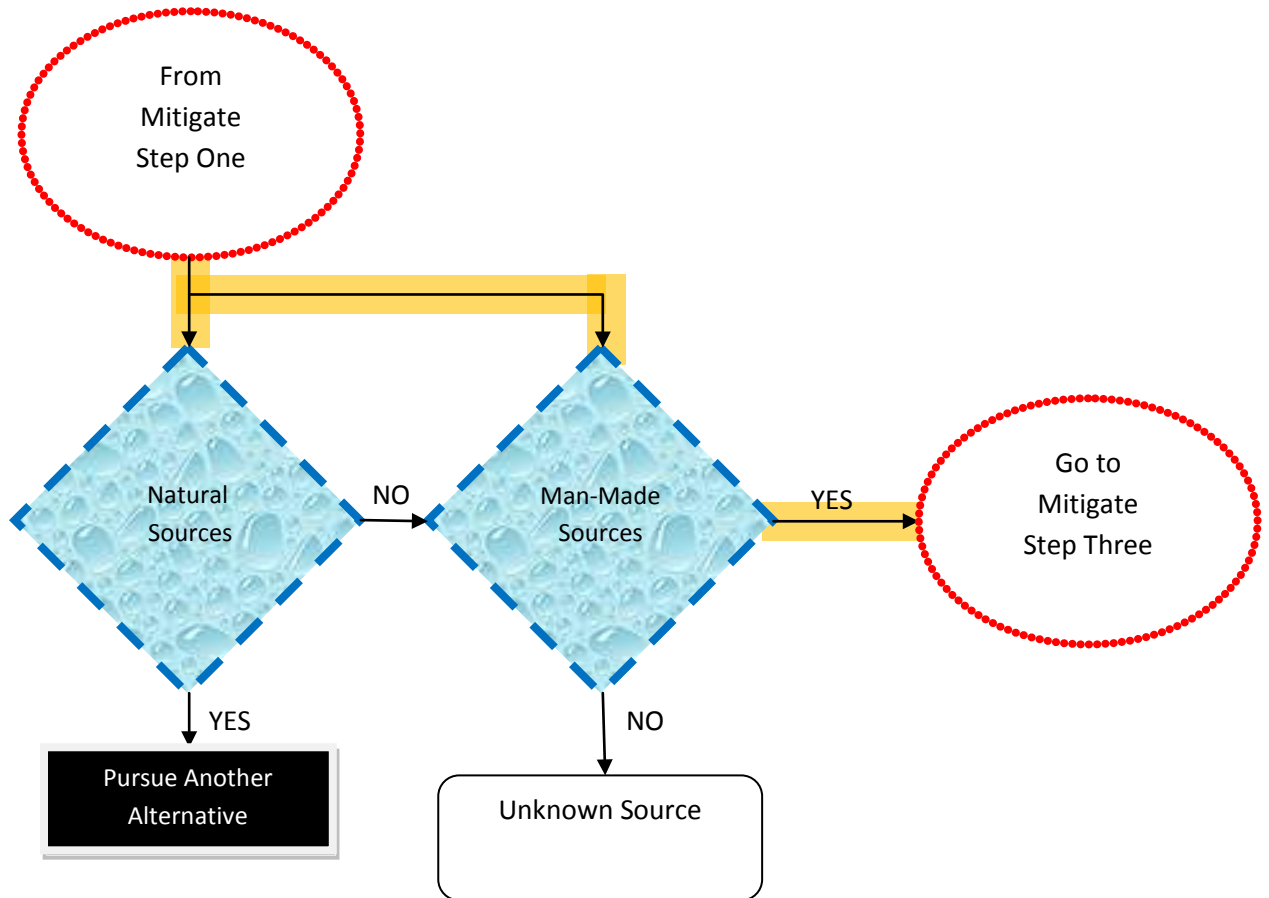 From
Mitigate
Step One
Natural
Sources
NO
Man-Made
Sources
YES
Go to
Mitigate
Step Three
YES
Pursue Another
Alternative
NO
Unknown Source